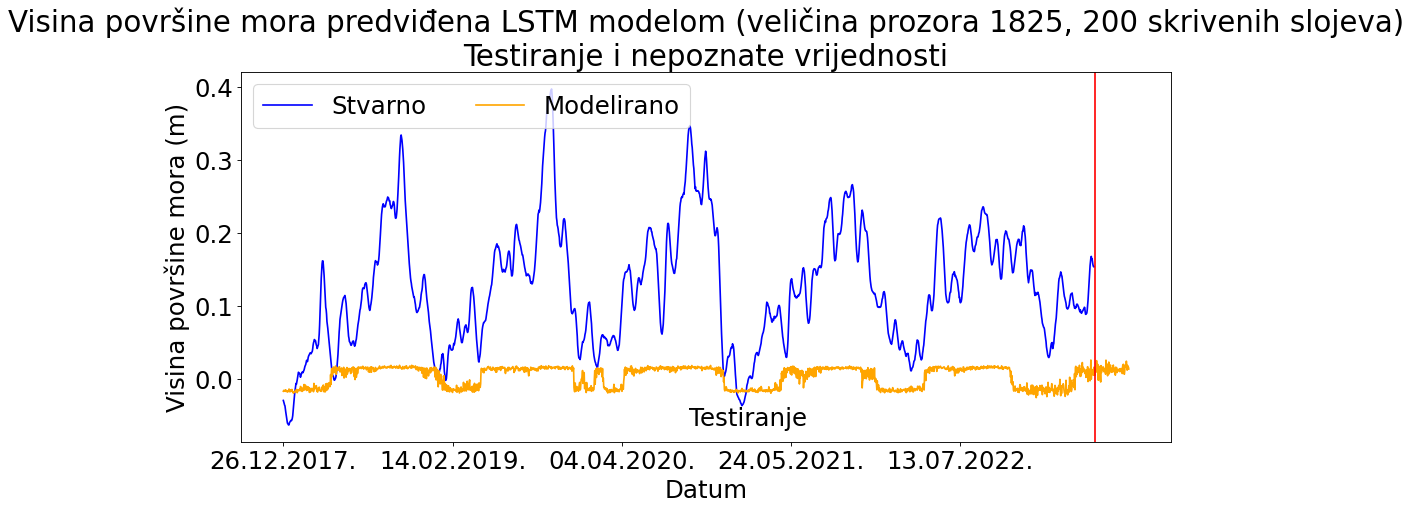 Visina površine mora predviđena LSTM modelom (veličina prozora 1825, 200 skrivenih slojeva)
Testiranje i nepoznate vrijednosti
Stvarno Modelirano
Visina površine mora (m)
0.4
0.3
0.2
0.1
0.0
Testiranje
26.12.2017. 14.02.2019. 04.04.2020. 24.05.2021. 13.07.2022.
Datum